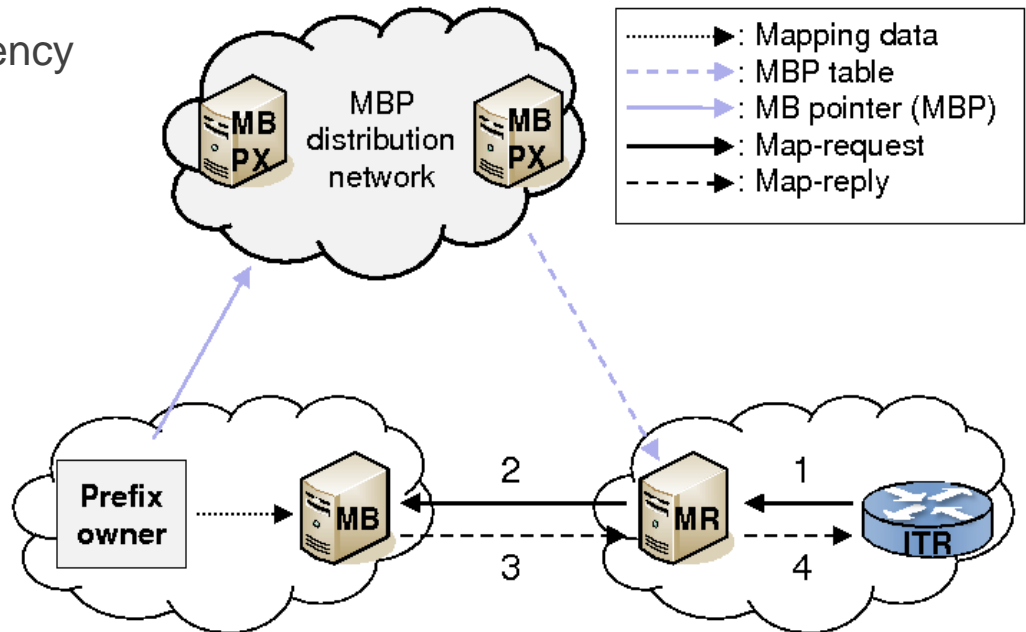 ency
MBP
distribution
network
MB
PX
MB
PX
: Mapping data
: MBP table
: MB pointer (MBP)
: Map-request
: Map-reply
Prefix
owner
MB
2
3
MR
1
4
ITR